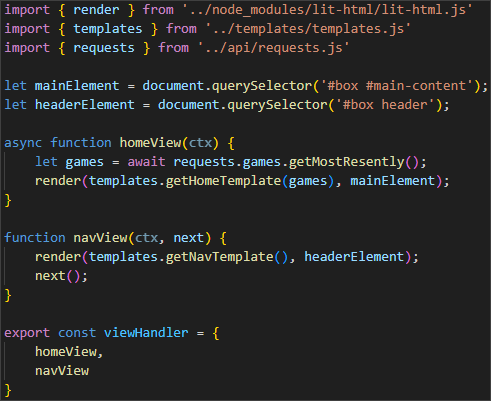 import { render } from '../node_modules/lit-html/lit-html.js'
import { templates } from '../templates/templates.js'
import { requests } from '../api/requests.js'

let mainElement = document.querySelector('#box #main-content');
let headerElement = document.querySelector('#box header');

async function homeView(ctx) {
    let games = await requests.games.getMostResently();
    render(templates.getHomeTemplate(games), mainElement);
}

function navView(ctx, next) {
    render(templates.getNavTemplate(), headerElement);
    next();
}

export const viewHandler = {
    homeView,
    navView
}